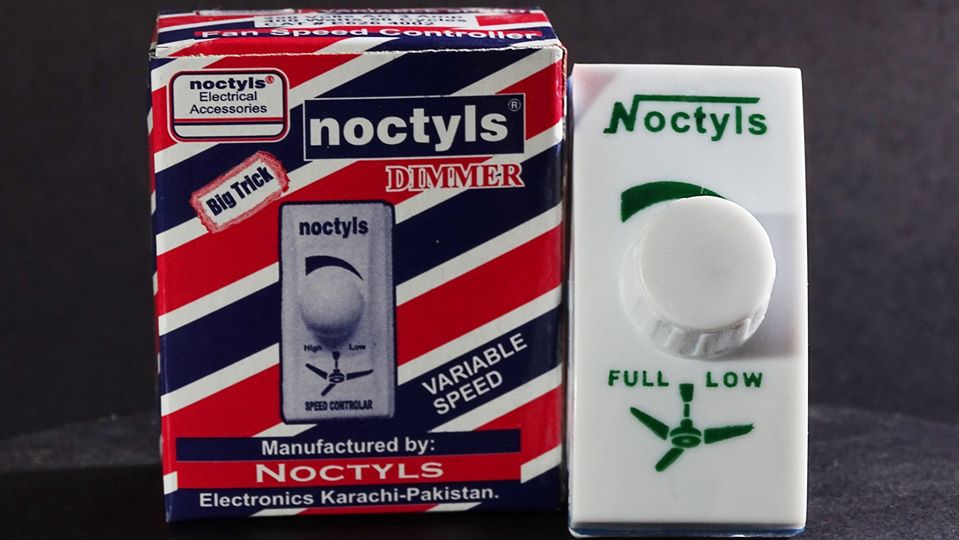 Fan Speed Controller
noctyls®
Electrical
Accessories
noctyls®
DIMMER
Big Trick
noctyls
High Low
SPEED CONTROLAR
VARIABLE
SPEED
Manufactured by:
NOCTYLS
Electronics Karachi-Pakistan.
Noctyls
FULL LOW